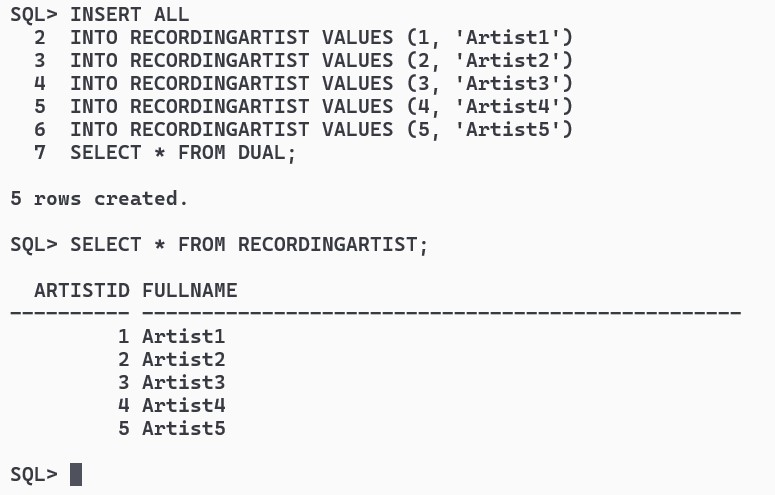 SQL> INSERT ALL
  2  INTO RECORDINGARTIST VALUES (1, 'Artist1')
  3  INTO RECORDINGARTIST VALUES (2, 'Artist2')
  4  INTO RECORDINGARTIST VALUES (3, 'Artist3')
  5  INTO RECORDINGARTIST VALUES (4, 'Artist4')
  6  INTO RECORDINGARTIST VALUES (5, 'Artist5')
  7  SELECT * FROM DUAL;

5 rows created.

SQL> SELECT * FROM RECORDINGARTIST;

  ARTISTID FULLNAME
---------- --------------------------------------------------
         1 Artist1
         2 Artist2
         3 Artist3
         4 Artist4
         5 Artist5

SQL>